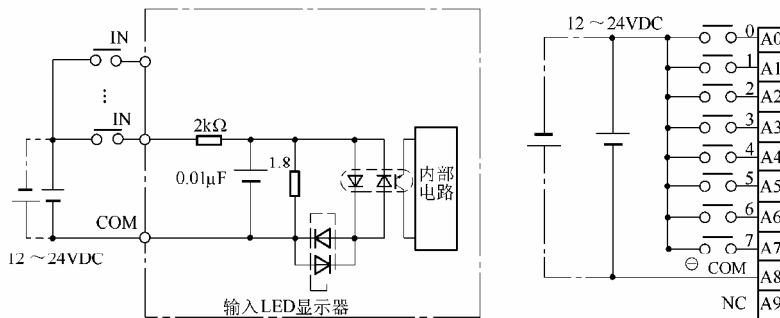 IN
IN
2kΩ
0.01μF
1.8
内部
电路
COM
12～24VDC
输入LED显示器
12～24VDC
0 A0
1 A1
2 A2
3 A3
4 A4
5 A5
6 A6
7 A7
⊖ COM A8
NC A9